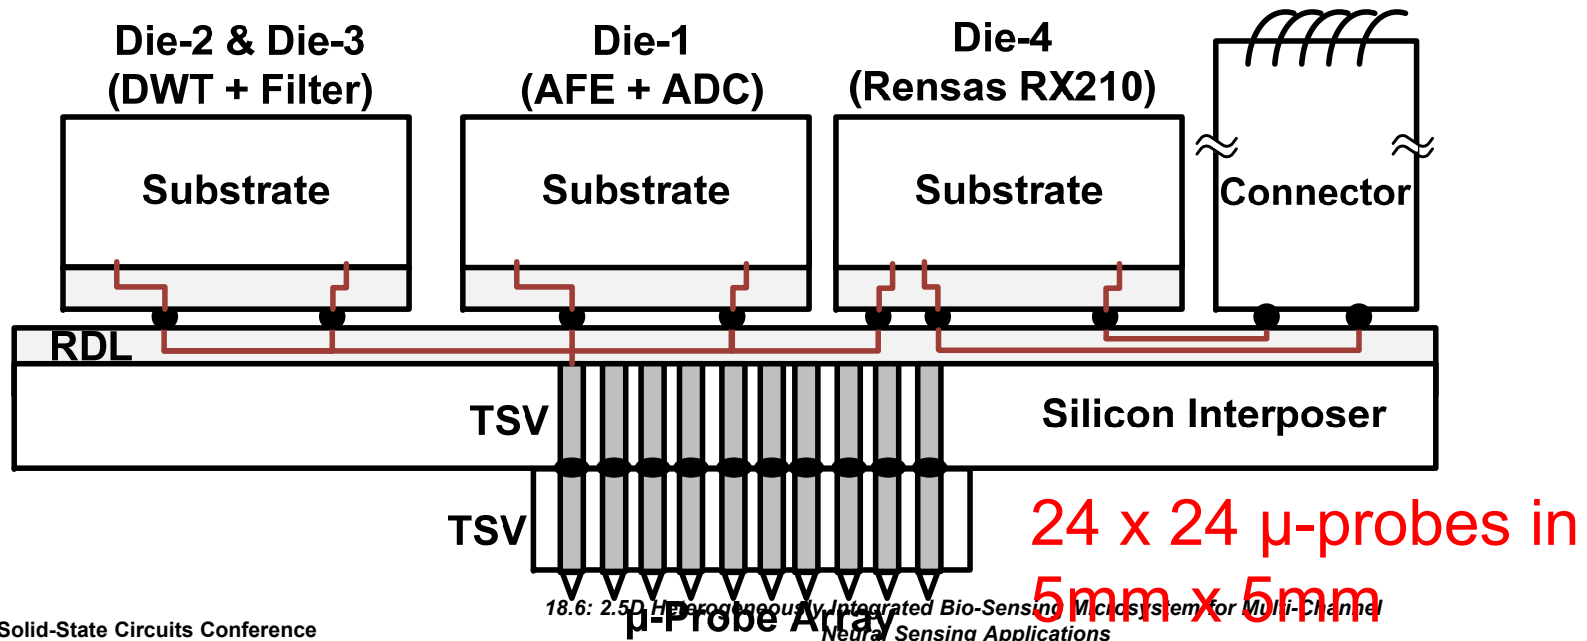 Die-2 & Die-3
(DWT + Filter)
Die-1
(AFE + ADC)
Die-4
(Rensas RX210)
Substrate
Substrate
Substrate
Connector
RDL
TSV
Silicon Interposer
TSV
24 x 24 μ-probes in
5mm x 5mm
μ-Probe Array
18.6: 2.5D Heterogeneously Integrated Bio-Sensing Microsystem for Multi-Channel
Neural Sensing Applications
Solid-State Circuits Conference